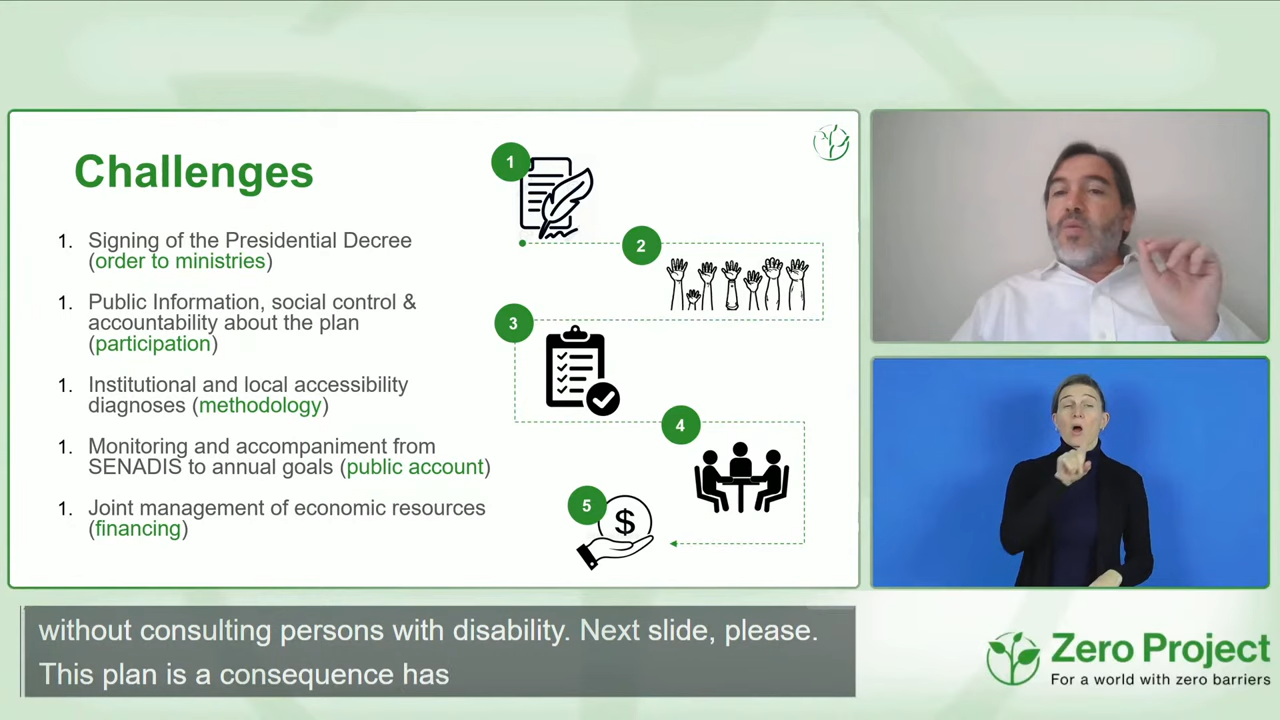 Challenges
1. Signing of the Presidential Decree
(order to ministries)
1. Public Information, social control &
accountability about the plan
(participation)
1. Institutional and local accessibility
diagnoses (methodology)
1. Monitoring and accompaniment from
SENADIS to annual goals (public account)
1. Joint management of economic resources
(financing)
1
2
3
4
5
$
without consulting persons with disability. Next slide, please.
This plan is a consequence has
Zero Project
For a world with zero barriers